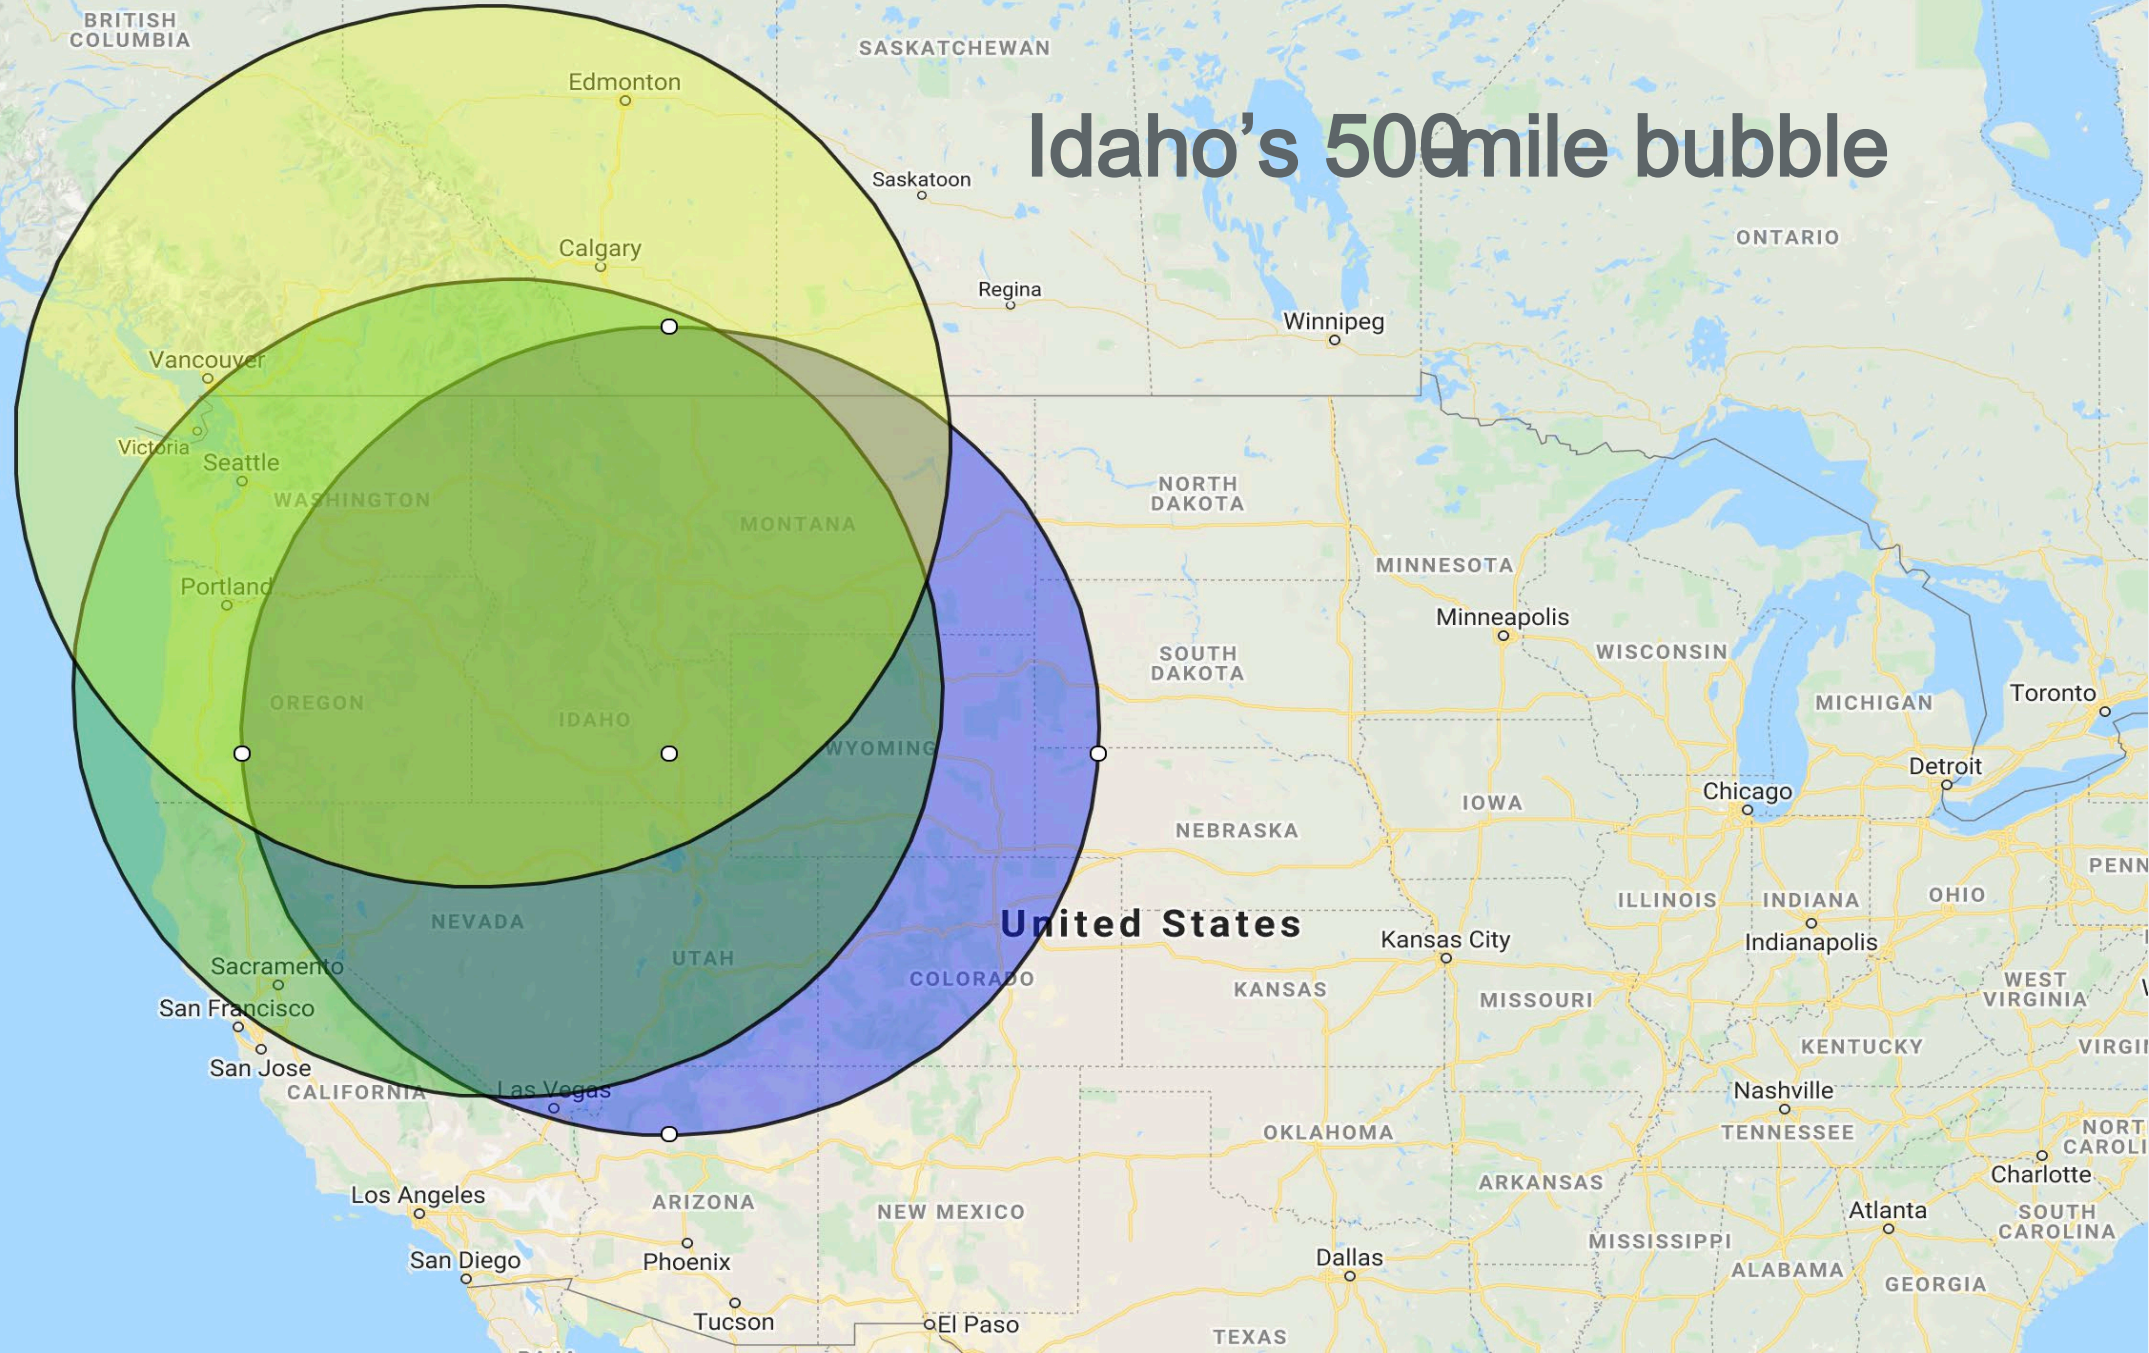 BRITISH
COLUMBIA
SASKATCHEWAN
Edmonton
Idaho’s 500-mile bubble
Saskatoon
ONTARIO
Calgary
Regina
Winnipeg
Vancouver
Victoria
Seattle
WASHINGTON
MONTANA
NORTH
DAKOTA
MINNESOTA
Portland
Minneapolis
SOUTH
DAKOTA
WISCONSIN
OREGON
IDAHO
MICHIGAN
Toronto
WYOMING
Detroit
Chicago
IOWA
NEBRASKA
PENN
ILLINOIS
INDIANA
OHIO
NEVADA
United States
Kansas City
Indianapolis
UTAH
COLORADO
Sacramento
KANSAS
MISSOURI
WEST
VIRGINIA
San Francisco
KENTUCKY
VIRGI
San Jose
CALIFORNIA
Las Vegas
Nashville
OKLAHOMA
TENNESSEE
NORT
CAROLI
Charlotte
ARKANSAS
Los Angeles
ARIZONA
NEW MEXICO
Atlanta
SOUTH
CAROLINA
MISSISSIPPI
San Diego
Phoenix
Dallas
ALABAMA
GEORGIA
Tucson
El Paso
TEXAS